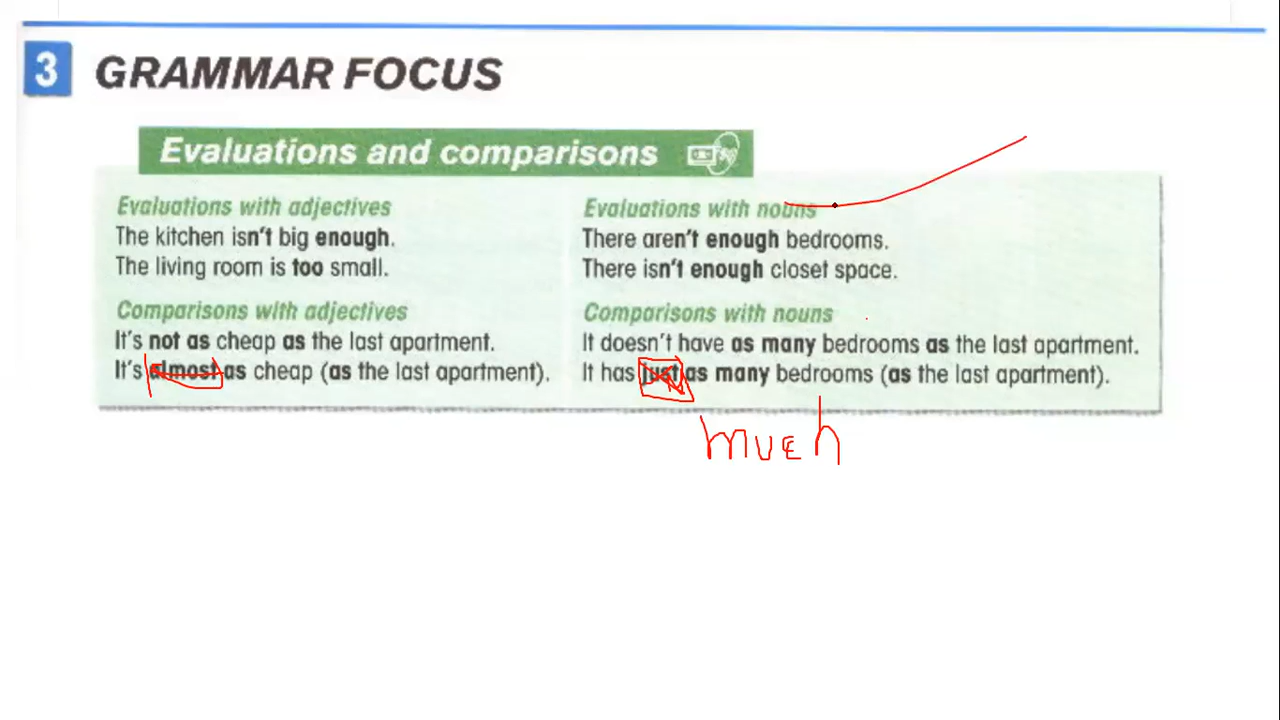 3 GRAMMAR FOCUS
Evaluations and comparisons
Evaluations with adjectives
The kitchen isn't big enough.
The living room is too small.
Comparisons with adjectives
It's not as cheap as the last apartment.
It's almost as cheap (as the last apartment).
Evaluations with nouns
There aren't enough bedrooms.
There isn't enough closet space.
Comparisons with nouns
It doesn't have as many bedrooms as the last apartment.
It has just as many bedrooms (as the last apartment).
much